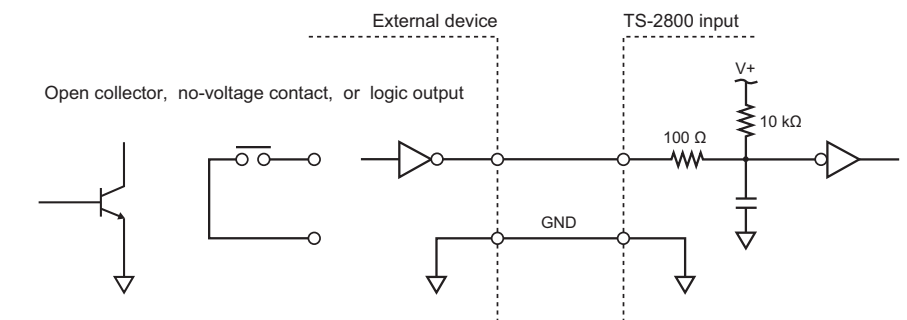 External device
TS-2800 input
V+
Open collector, no-voltage contact, or logic output
10 kΩ
100 Ω
GND